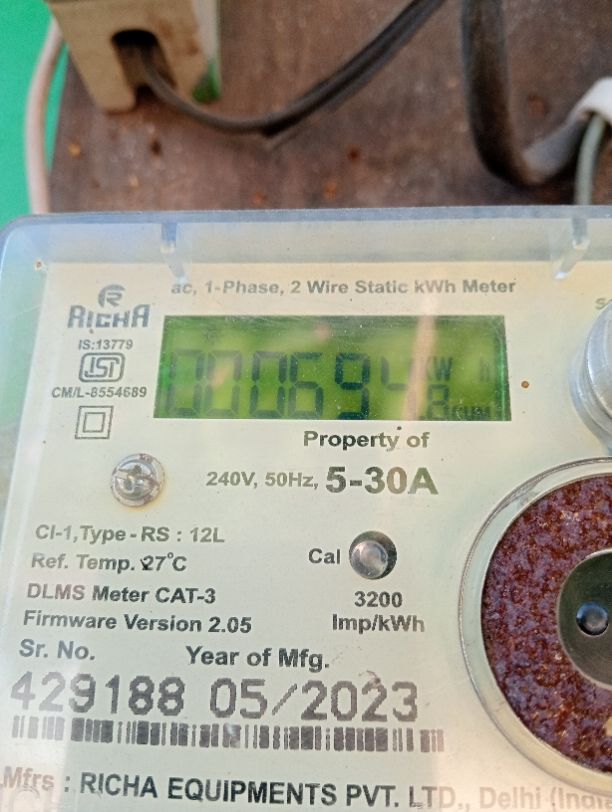 ac, 1-Phase, 2 Wire Static kWh Meter
RICHA
IS:13779
ISI
CM/L-8554689
000694.8 kW h
Property of
240V, 50Hz, 5-30A
Cl-1,Type-RS : 12L
Ref. Temp. 27°C
Cal
DLMS Meter CAT-3
3200
Firmware Version 2.05
Imp/kWh
Sr. No.
Year of Mfg.
429188 05/2023
Mfrs : RICHA EQUIPMENTS PVT. LTD., Delhi